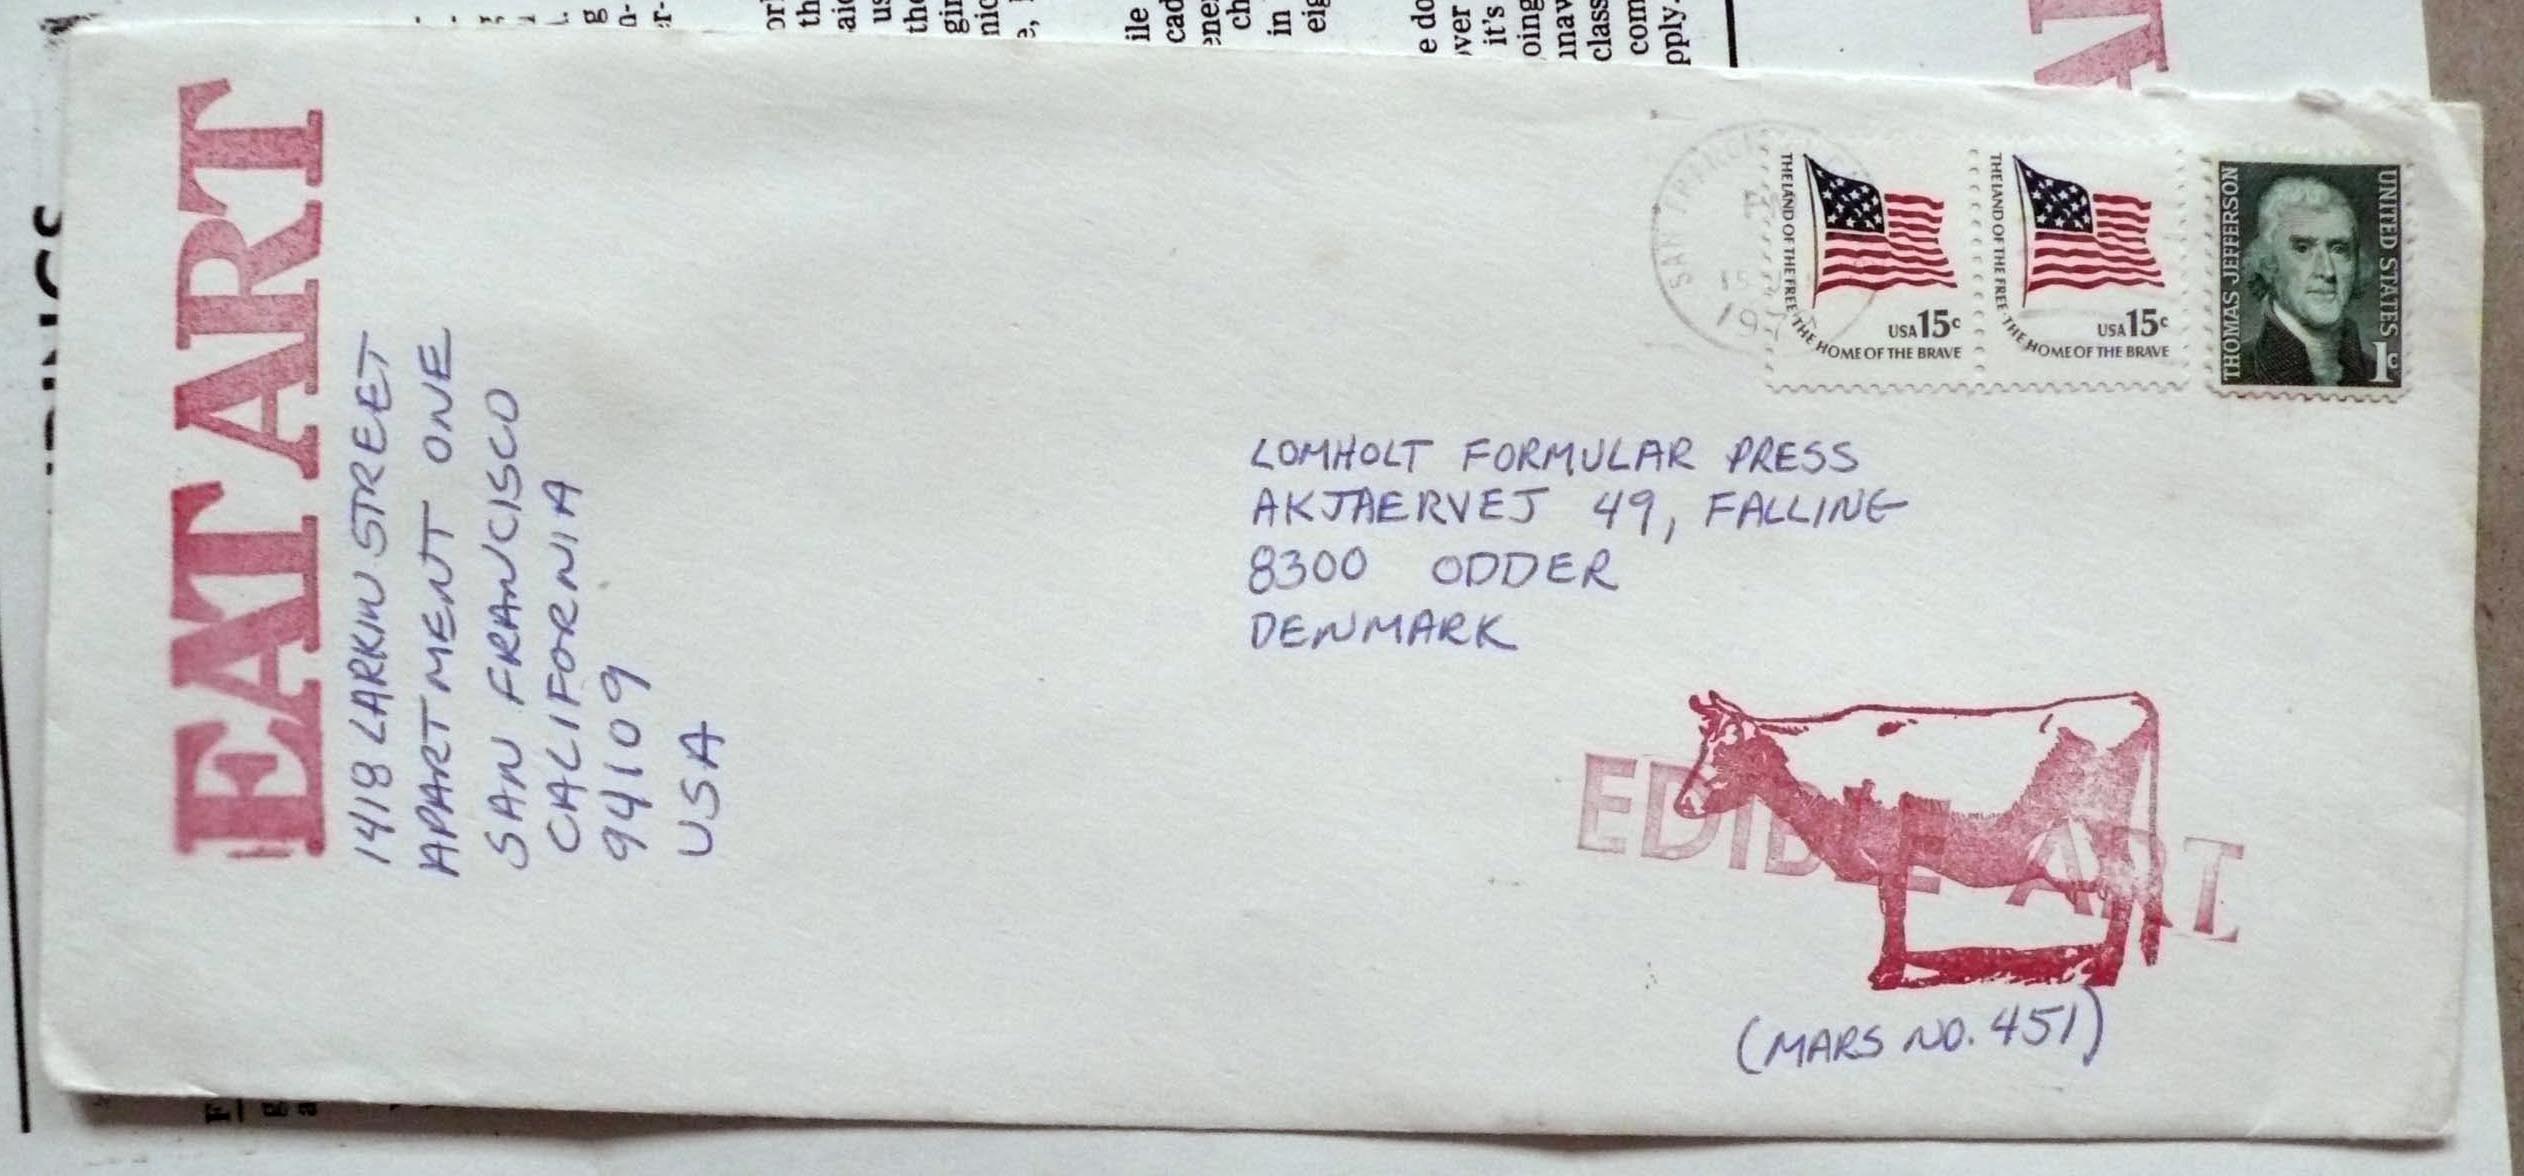 EAT ART
1418 LARKIN STREET
APARTMENT ONE
SAN FRANCISCO
CALIFORNIA
94109
USA
THE LAND OF THE FREE · THE HOME OF THE BRAVE
USA 15c
THE LAND OF THE FREE · THE HOME OF THE BRAVE
USA 15c
THOMAS JEFFERSON
UNITED STATES
1c
LOMHOLT FORMULAR PRESS
AKJAERVEJ 49, FALLING
8300 ODDER
DENMARK
EDIBLE ART
(MARS NO. 451)